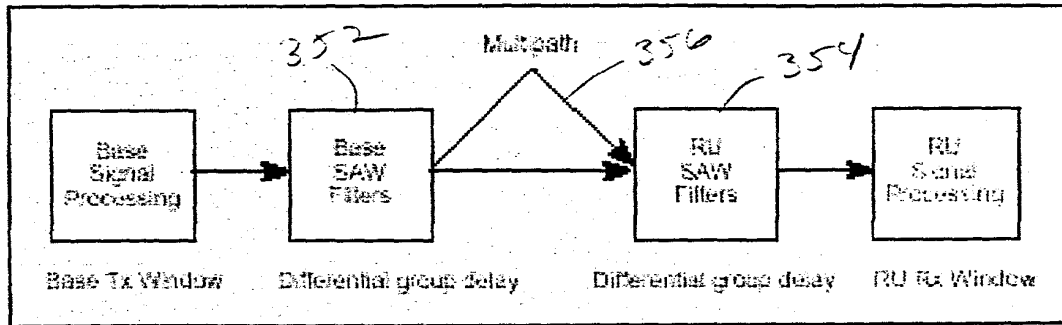 352
Multipath
356
354
Base
Signal
Processing
Base
SAW
Filters
RU
SAW
Filters
RU
Signal
Processing
Base Tx Window
Differential group delay
Differential group delay
RU Rx Window